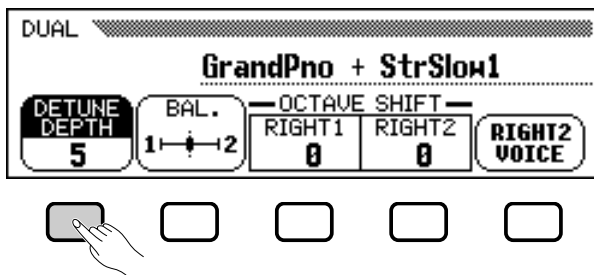 DUAL
GrandPno + StrSlow1
DETUNE DEPTH 5
BAL. 1 2
OCTAVE SHIFT
RIGHT1 0
RIGHT2 0
RIGHT2 VOICE